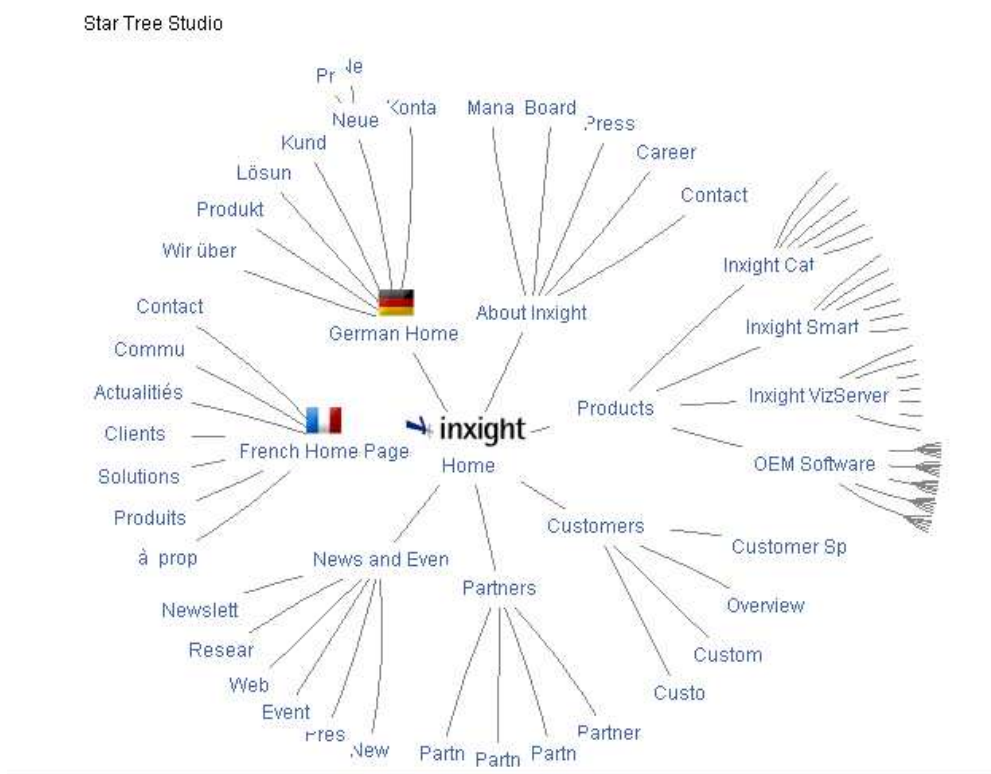 Star Tree Studio
Pr
Neue
Konta
Kund
Lösun
Produkt
Wir über
German Home
Mana
Board
Press
Career
Contact
About Inxight
Inxight Cat
Inxight Smart
Inxight VizServer
OEM Software
Products
Contact
Commu
Actualitiés
Clients
Solutions
Produits
à prop
French Home Page
inxight
Home
Customers
Customer Sp
Overview
Custom
Custo
News and Even
Newslett
Resear
Web
Event
Pres
New
Partners
Partn
Partn
Partn
Partner